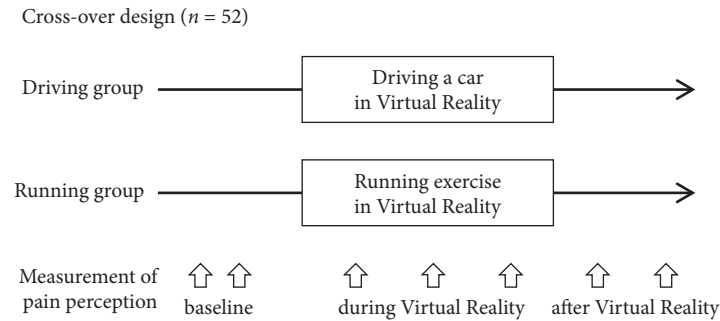 Cross-over design (n = 52)
Driving group
Driving a car
in Virtual Reality
Running group
Running exercise
in Virtual Reality
Measurement of
pain perception
baseline
during Virtual Reality
after Virtual Reality